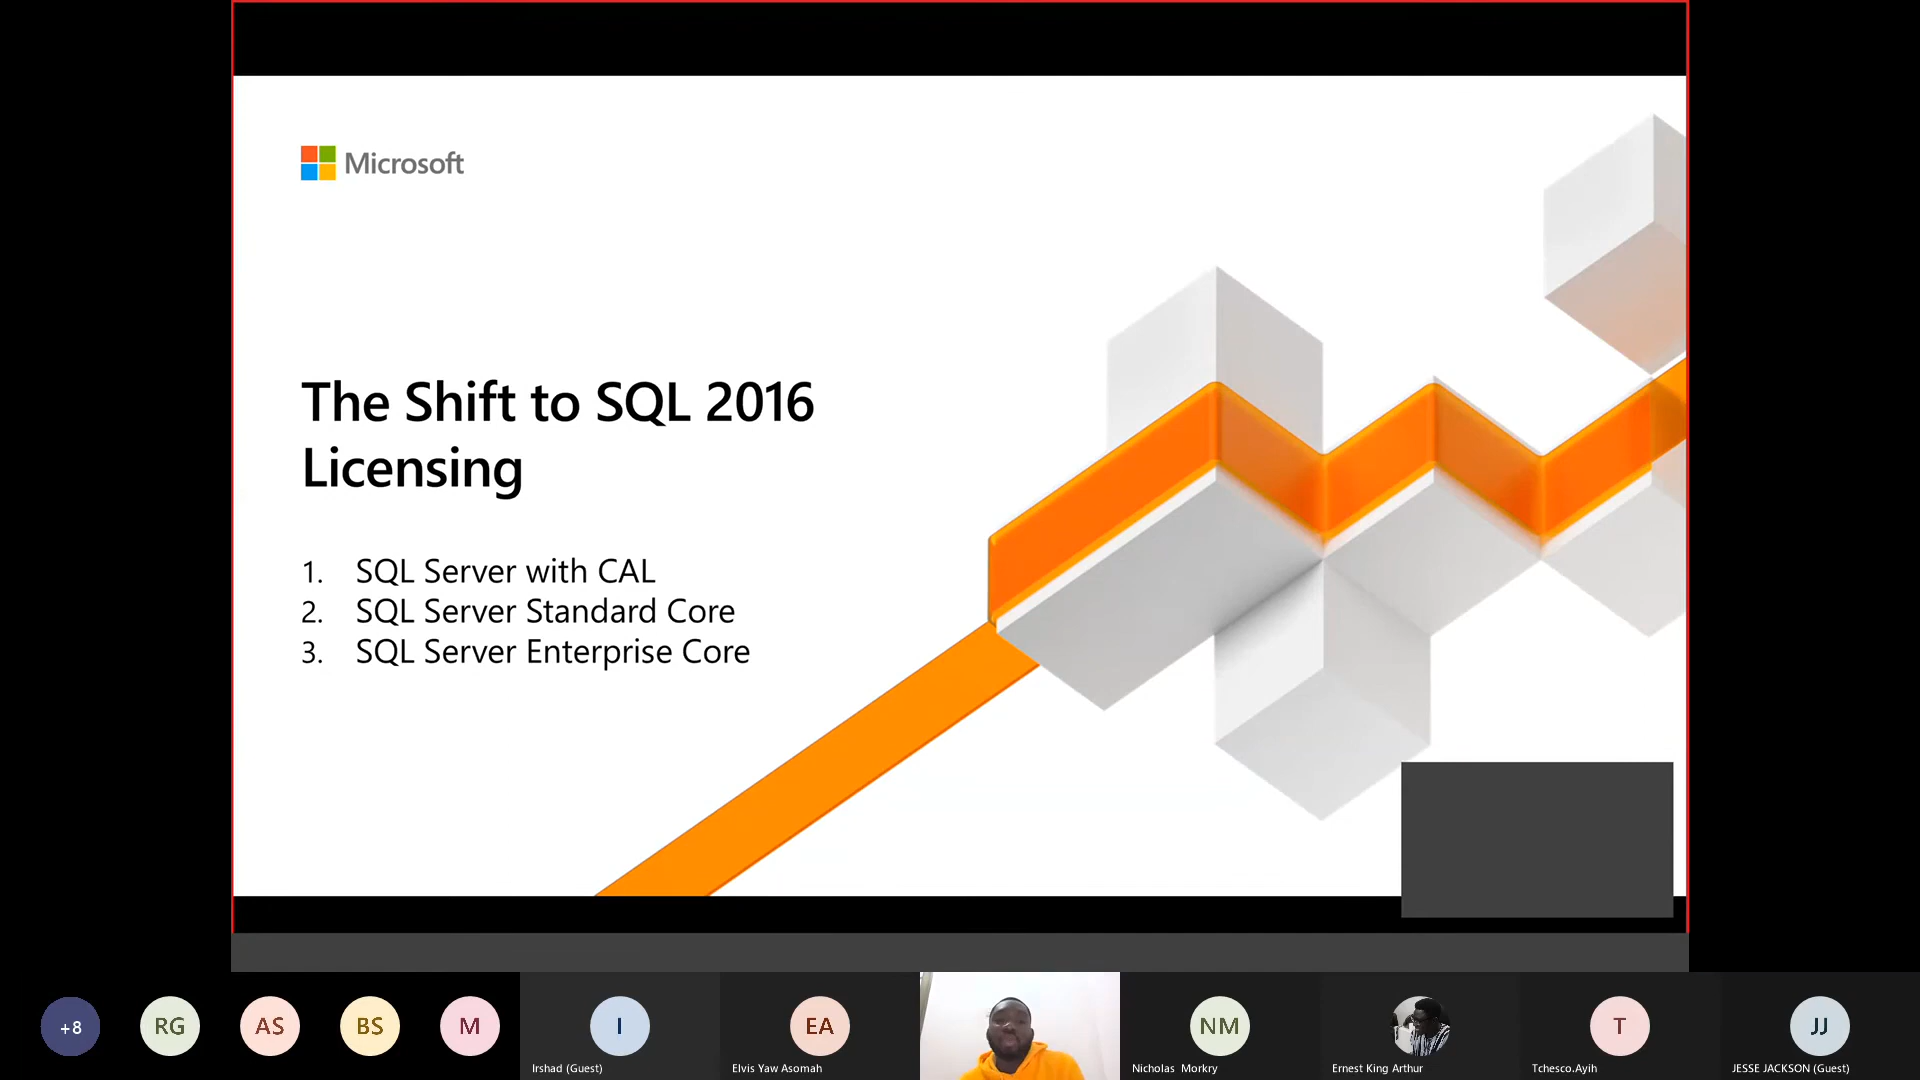 Microsoft
The Shift to SQL 2016
Licensing
1. SQL Server with CAL
2. SQL Server Standard Core
3. SQL Server Enterprise Core
+8
RG
AS
BS
M
I
Irshad (Guest)
EA
Elvis Yaw Asomah
NM
Nicholas Morkry
Ernest King Arthur
T
Tchesco.Ayih
JJ
JESSE JACKSON (Guest)